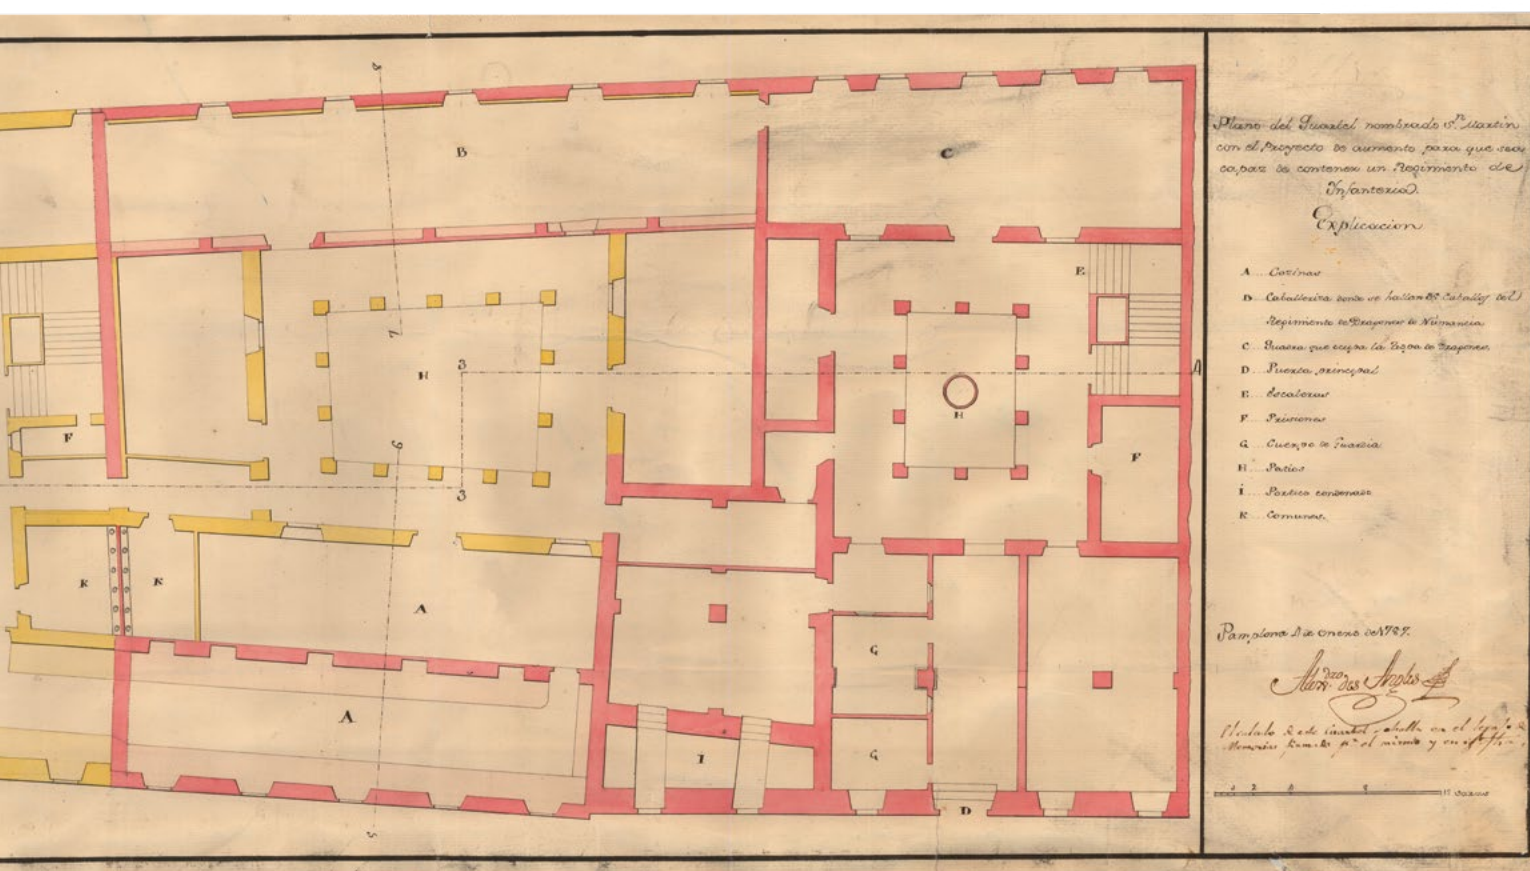 Plano del Quartel nombrado Sn. Martin
con el Proyecto de aumento para que sea
capaz de contener un Regimiento de
Infanteria.
Explicacion
A... Cozinas
B... Caballeriza donde se hallan los Caballos del
Regimiento de Dragones de Numancia
C... Quadra que ocupa la Tropa de Dragones
D... Puerta principal
E... Escaleras
F... Prisiones
G... Cuerpo de Guardia
H... Patios
I... Portico condenado
K... Comunes.
Pamplona de enero de
8
B
C
E
7
H
3
A
H
F
6
F
3
K
K
A
G
A
I
G
D
5